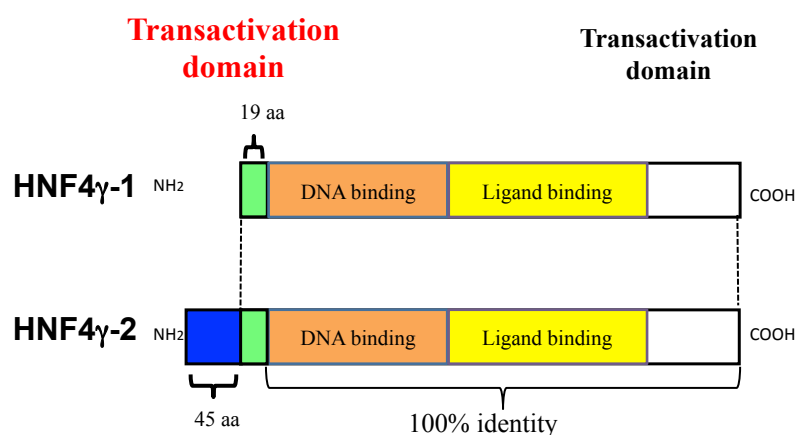 Transactivation
domain
Transactivation
domain
19 aa
HNF4γ-1 NH2 DNA binding Ligand binding COOH
HNF4γ-2 NH2 DNA binding Ligand binding COOH
45 aa 100% identity